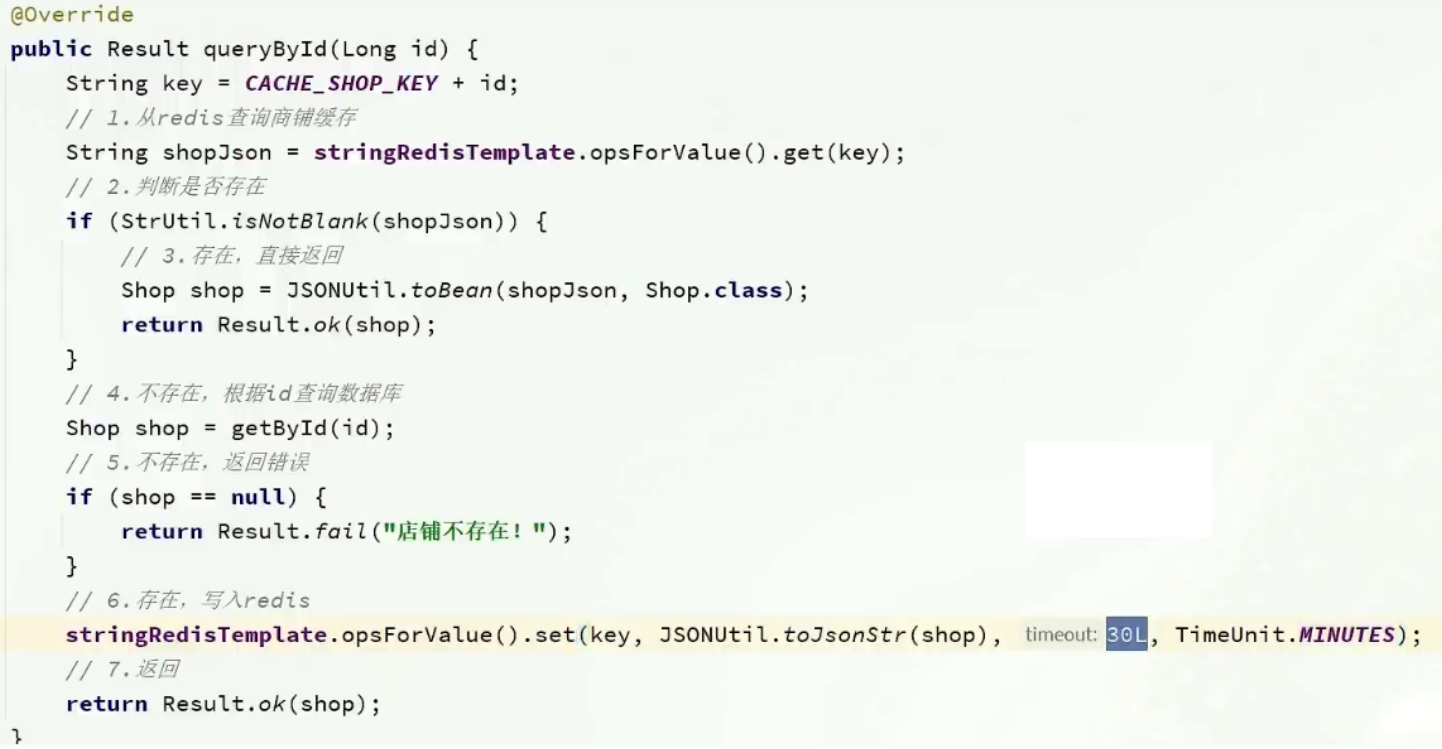 @Override
public Result queryById(Long id) {
    String key = CACHE_SHOP_KEY + id;
    // 1.从redis查询商铺缓存
    String shopJson = stringRedisTemplate.opsForValue().get(key);
    // 2.判断是否存在
    if (StrUtil.isNotBlank(shopJson)) {
        // 3.存在，直接返回
        Shop shop = JSONUtil.toBean(shopJson, Shop.class);
        return Result.ok(shop);
    }
    // 4.不存在，根据id查询数据库
    Shop shop = getById(id);
    // 5.不存在，返回错误
    if (shop == null) {
        return Result.fail("店铺不存在！");
    }
    // 6.存在，写入redis
    stringRedisTemplate.opsForValue().set(key, JSONUtil.toJsonStr(shop), timeout: 30L, TimeUnit.MINUTES);
    // 7.返回
    return Result.ok(shop);
}